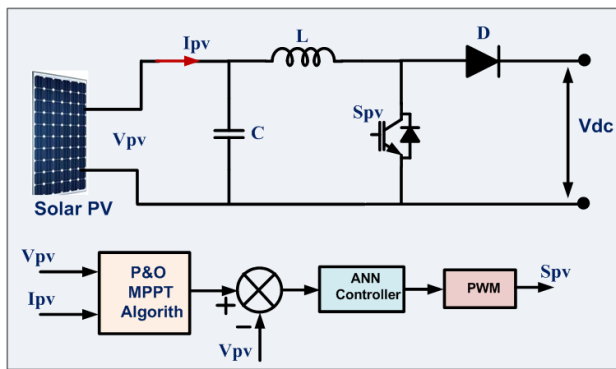 Ipv
L
D
Vpv
C
Spv
Vdc
Solar PV
Vpv
Ipv
P&O
MPPT
Algorith
+
−
Vpv
ANN
Controller
PWM
Spv